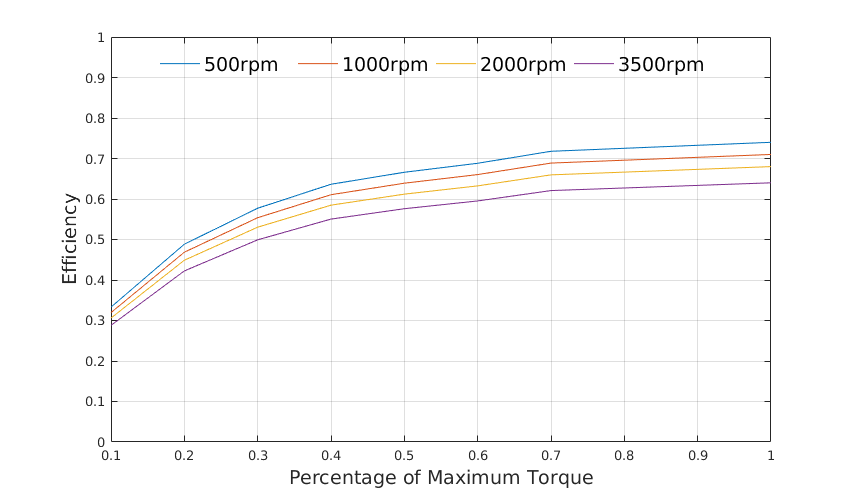 500rpm 1000rpm 2000rpm 3500rpm
1
0.9
0.8
0.7
0.6
0.5
0.4
0.3
0.2
0.1
0
Efficiency
0.1 0.2 0.3 0.4 0.5 0.6 0.7 0.8 0.9 1
Percentage of Maximum Torque